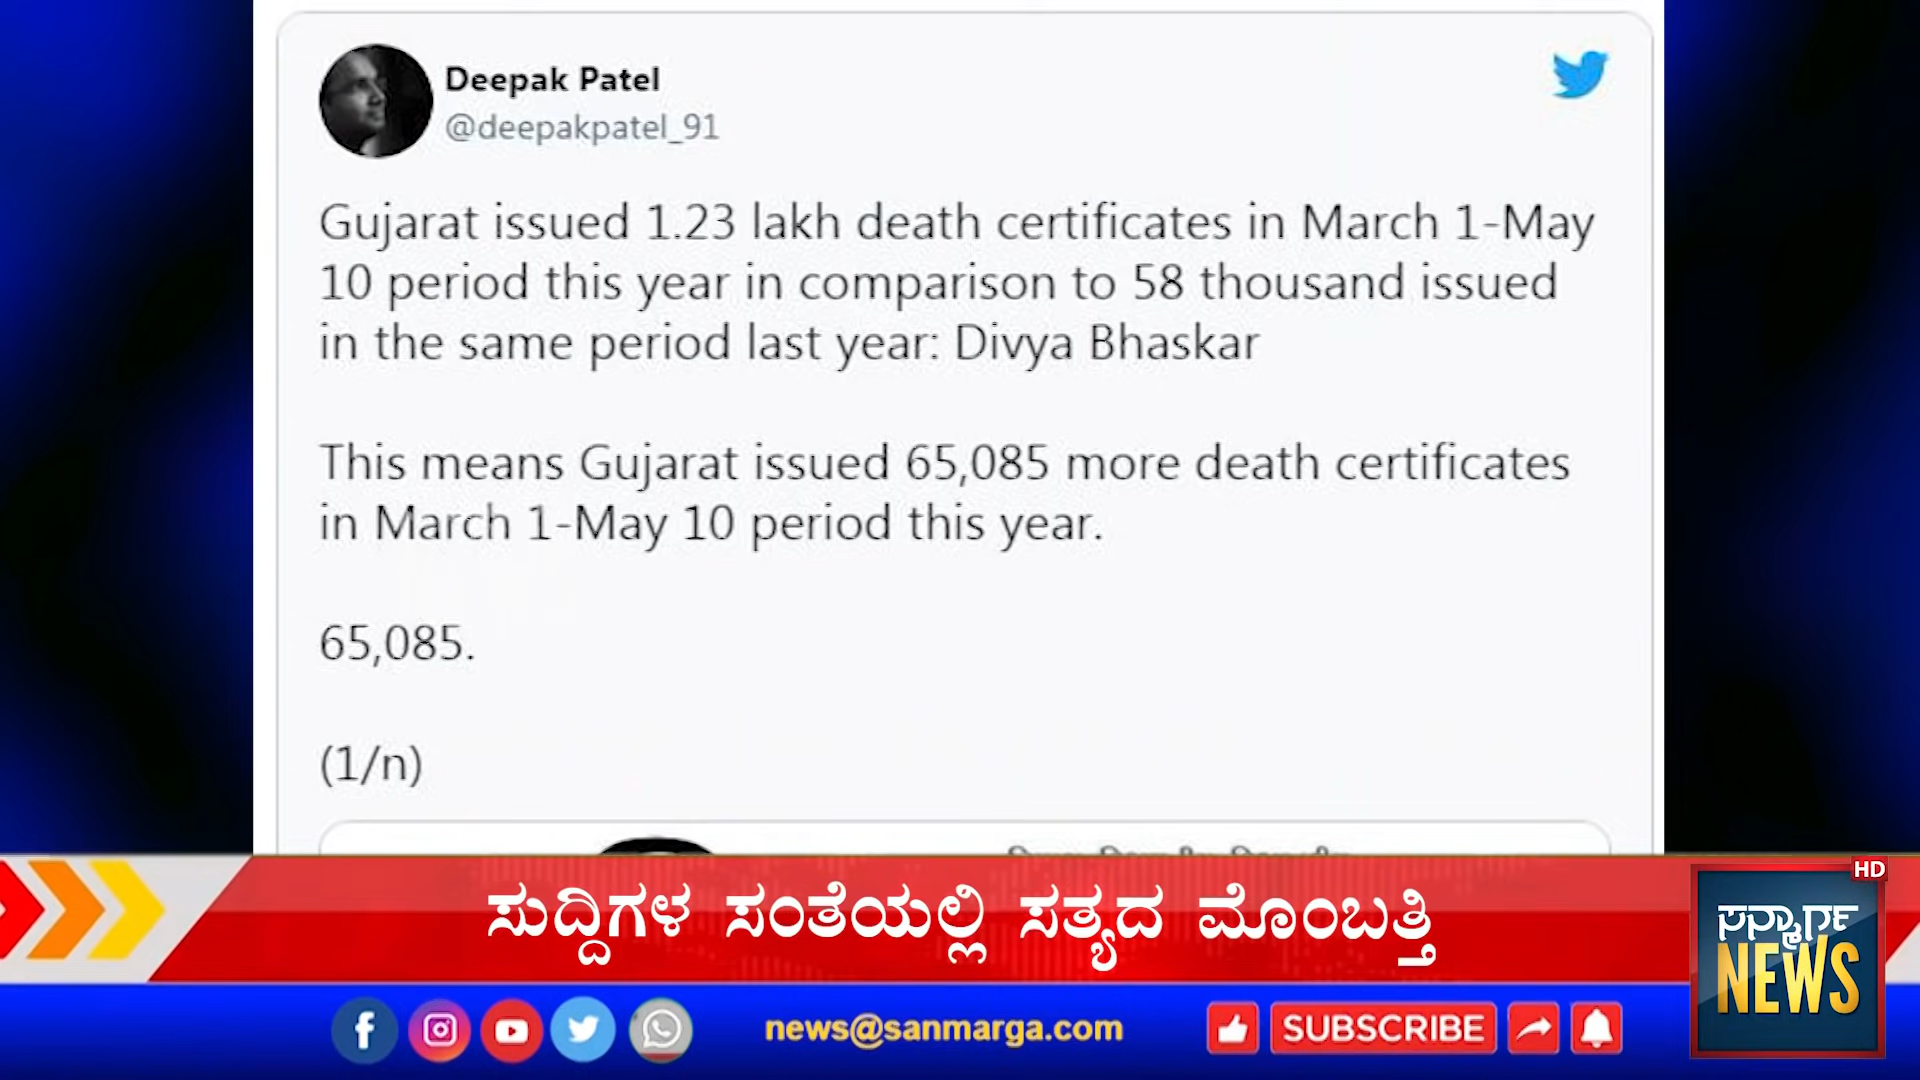 Deepak Patel
@deepakpatel_91
Gujarat issued 1.23 lakh death certificates in March 1-May
10 period this year in comparison to 58 thousand issued
in the same period last year: Divya Bhaskar
This means Gujarat issued 65,085 more death certificates
in March 1-May 10 period this year.
65,085.
(1/n)
ಸುದ್ದಿಗಳ ಸಂತೆಯಲ್ಲಿ ಸತ್ಯದ ಮೊಂಬತ್ತಿ
HD
ಸನ್ಮಾರ್ಗ
NEWS
news@sanmarga.com
SUBSCRIBE